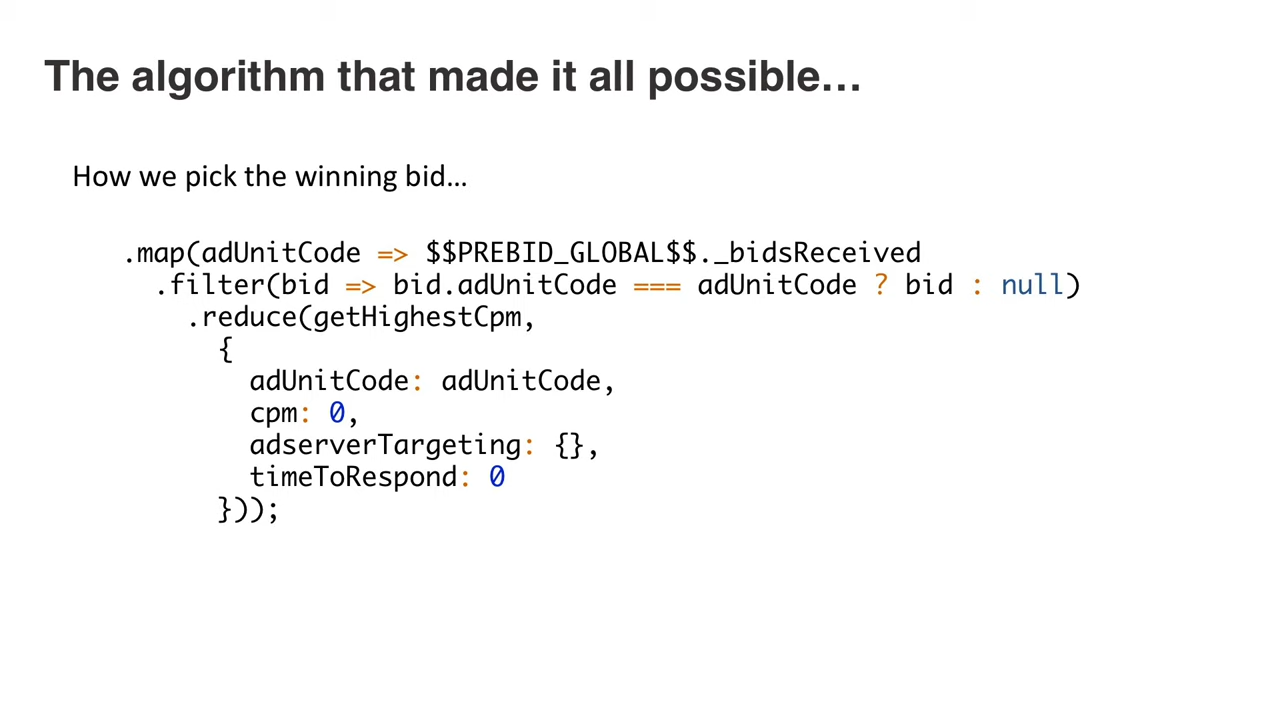 The algorithm that made it all possible…
How we pick the winning bid…
.map(adUnitCode => $$PREBID_GLOBAL$$._bidsReceived
.filter(bid => bid.adUnitCode === adUnitCode ? bid : null)
.reduce(getHighestCpm,
{
adUnitCode: adUnitCode,
cpm: 0,
adserverTargeting: {},
timeToRespond: 0
}));